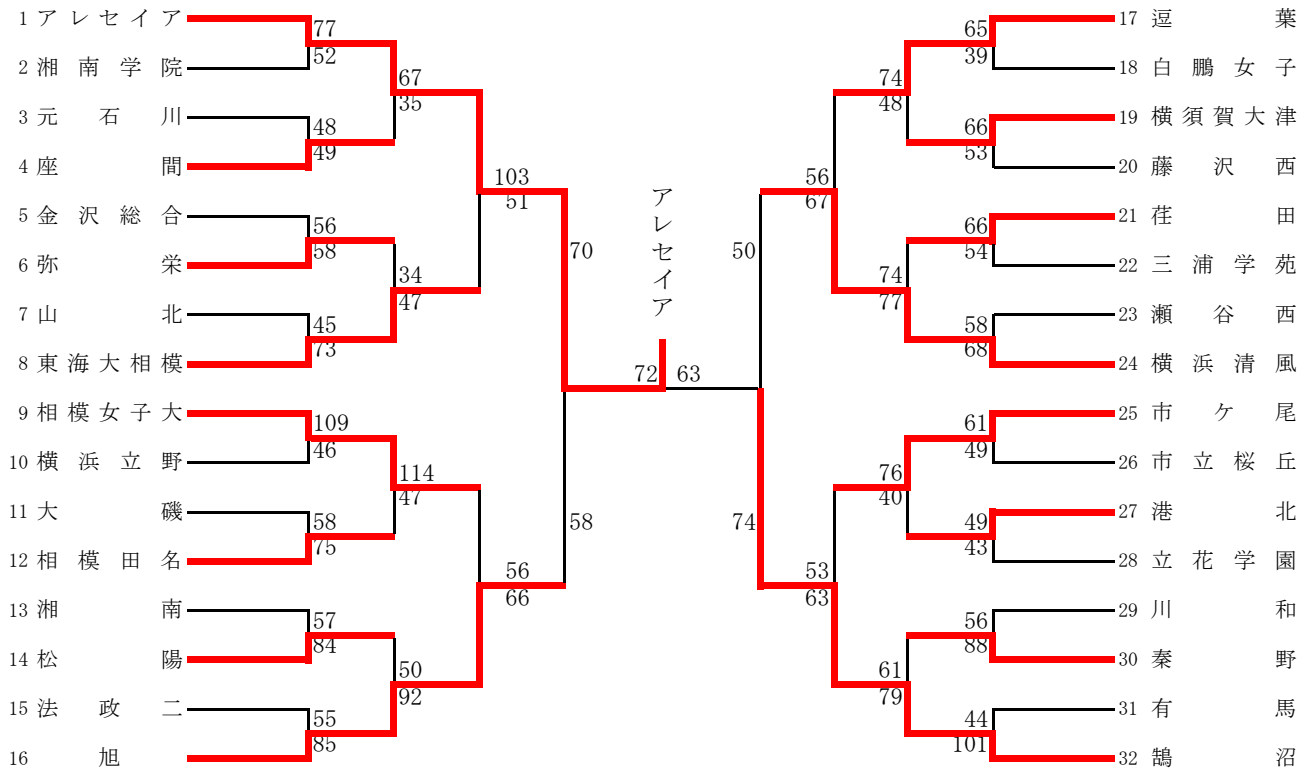 1 アレセイア
77
52
2 湘南学院
67
35
3 元石川
48
49
4 座間
103
51
5 金沢総合
56
58
6 弥栄
34
47
7 山北
45
73
8 東海大相模
70
9 相模女子大
109
46
10 横浜立野
114
47
11 大磯
58
75
12 相模田名
58
56
66
13 湘南
57
84
14 松陽
50
92
15 法政二
55
85
16 旭
アレセイア
72 63
17 逗葉
65
39
18 白鵬女子
74
48
19 横須賀大津
66
53
20 藤沢西
56
67
21 荏田
66
54
22 三浦学苑
74
77
23 瀬谷西
58
68
24 横浜清風
50
25 市ケ尾
61
49
26 市立桜丘
76
40
27 港北
49
43
28 立花学園
74
53
63
29 川和
56
88
30 秦野
61
79
31 有馬
44
101
32 鵠沼